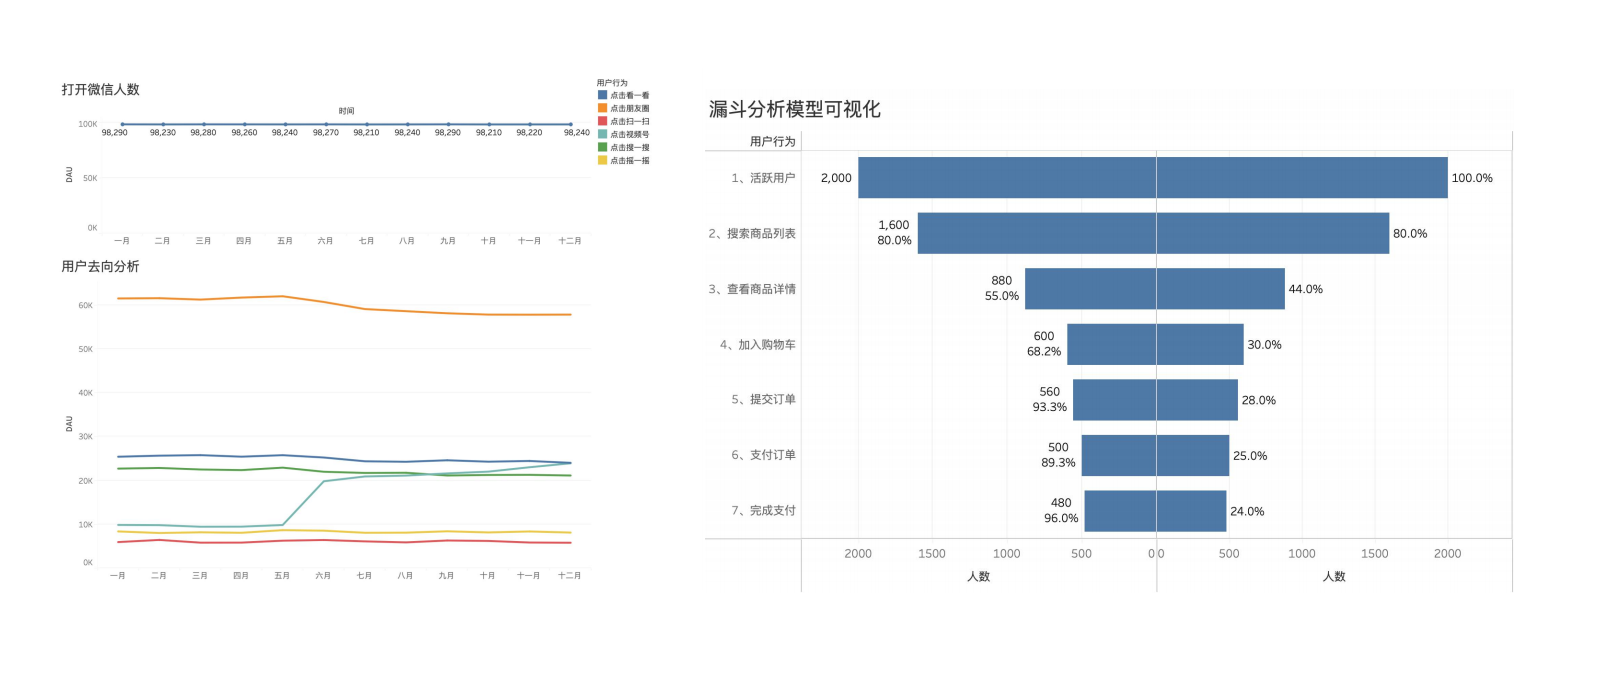 打开微信人数
时间
100K
98,290 98,230 98,280 98,260 98,240 98,270 98,210 98,240 98,290 98,210 98,220 98,240
50K
DAU
0K
一月 二月 三月 四月 五月 六月 七月 八月 九月 十月 十一月 十二月
用户行为
点击看一看
点击朋友圈
点击扫一扫
点击视频号
点击搜一搜
点击摇一摇
用户去向分析
60K
50K
40K
DAU
30K
20K
10K
0K
一月 二月 三月 四月 五月 六月 七月 八月 九月 十月 十一月 十二月
漏斗分析模型可视化
用户行为
1、活跃用户 2,000 100.0%
2、搜索商品列表 1,600 80.0% 80.0%
3、查看商品详情 880 55.0% 44.0%
4、加入购物车 600 68.2% 30.0%
5、提交订单 560 93.3% 28.0%
6、支付订单 500 89.3% 25.0%
7、完成支付 480 96.0% 24.0%
2000 1500 1000 500 0 0 500 1000 1500 2000
人数 人数